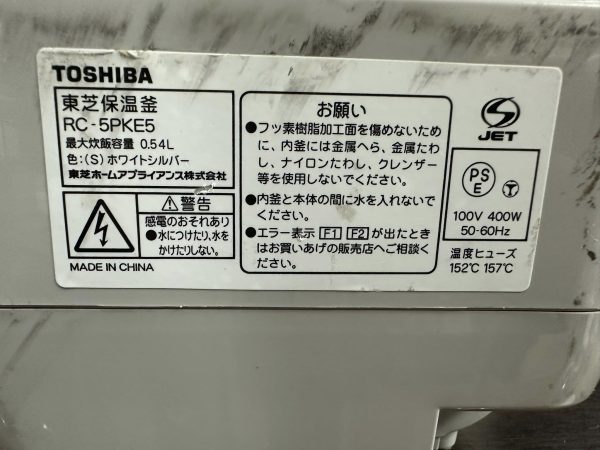 TOSHIBA
東芝保温釜
RC-5PKE5
最大炊飯容量 0.54L
色:(S)ホワイトシルバー
東芝ホームアプライアンス株式会社
⚠警告
感電のおそれあり
●水につけたり、水を
かけたりしない。
MADE IN CHINA
お願い
●フッ素樹脂加工面を傷めないため
に、内釜には金属へら、金属たわ
し、ナイロンたわし、クレンザー
等を使用しないでください。
●内釜と本体の間に水を入れないで
ください。
●エラー表示 F1 F2 が出たとき
はお買いあげの販売店へご相談く
ださい。
JET
PS
E
T
100V 400W
50-60Hz
温度ヒューズ
152℃ 157℃